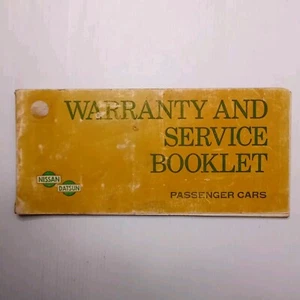 WARRANTY AND
SERVICE
BOOKLET
PASSENGER CARS
NISSAN
DATSUN